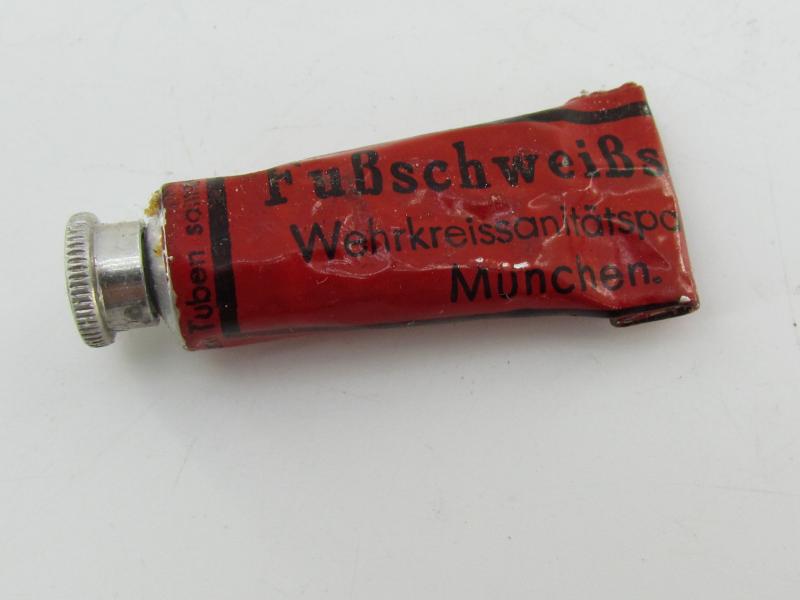 Fußschweißs
Wehrkreissanitätspa
München.
Tuben